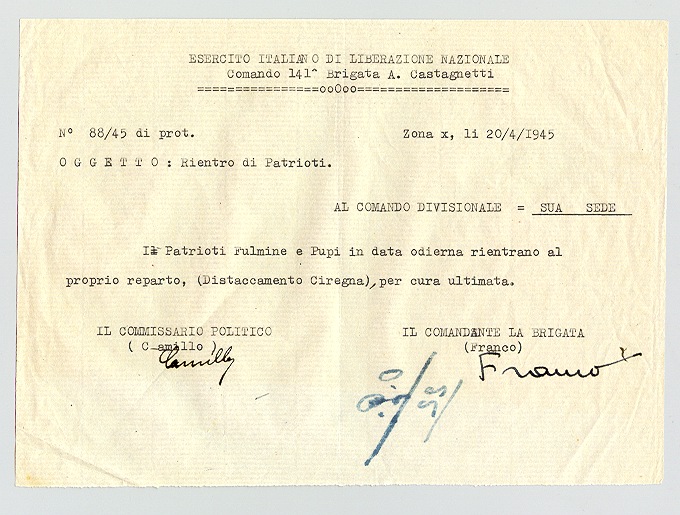 ESERCITO ITALIANO DI LIBERAZIONE NAZIONALE
Comando 141^ Brigata A. Castagnetti
================ooOoo====================
N° 88/45 di prot. Zona x, li 20/4/1945
O G G E T T O : Rientro di Patrioti.
AL COMANDO DIVISIONALE = SUA SEDE
I Patrioti Fulmine e Pupi in data odierna rientrano al
proprio reparto, (Distaccamento Ciregna), per cura ultimata.
IL COMMISSARIO POLITICO IL COMANDANTE LA BRIGATA
( Camillo ) (Franco)
Camillo Franco